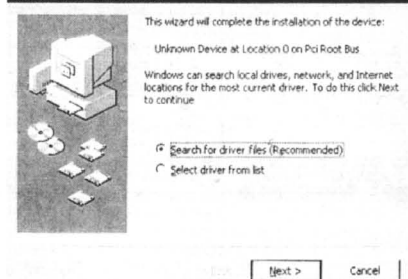 This wizard will complete the installation of the device:
Unknown Device at Location 0 on Pci Root Bus
Windows can search local drives, network, and Internet
locations for the most current driver. To do this click Next
to continue
Search for driver files (Recommended)
Select driver from list
Next >
Cancel